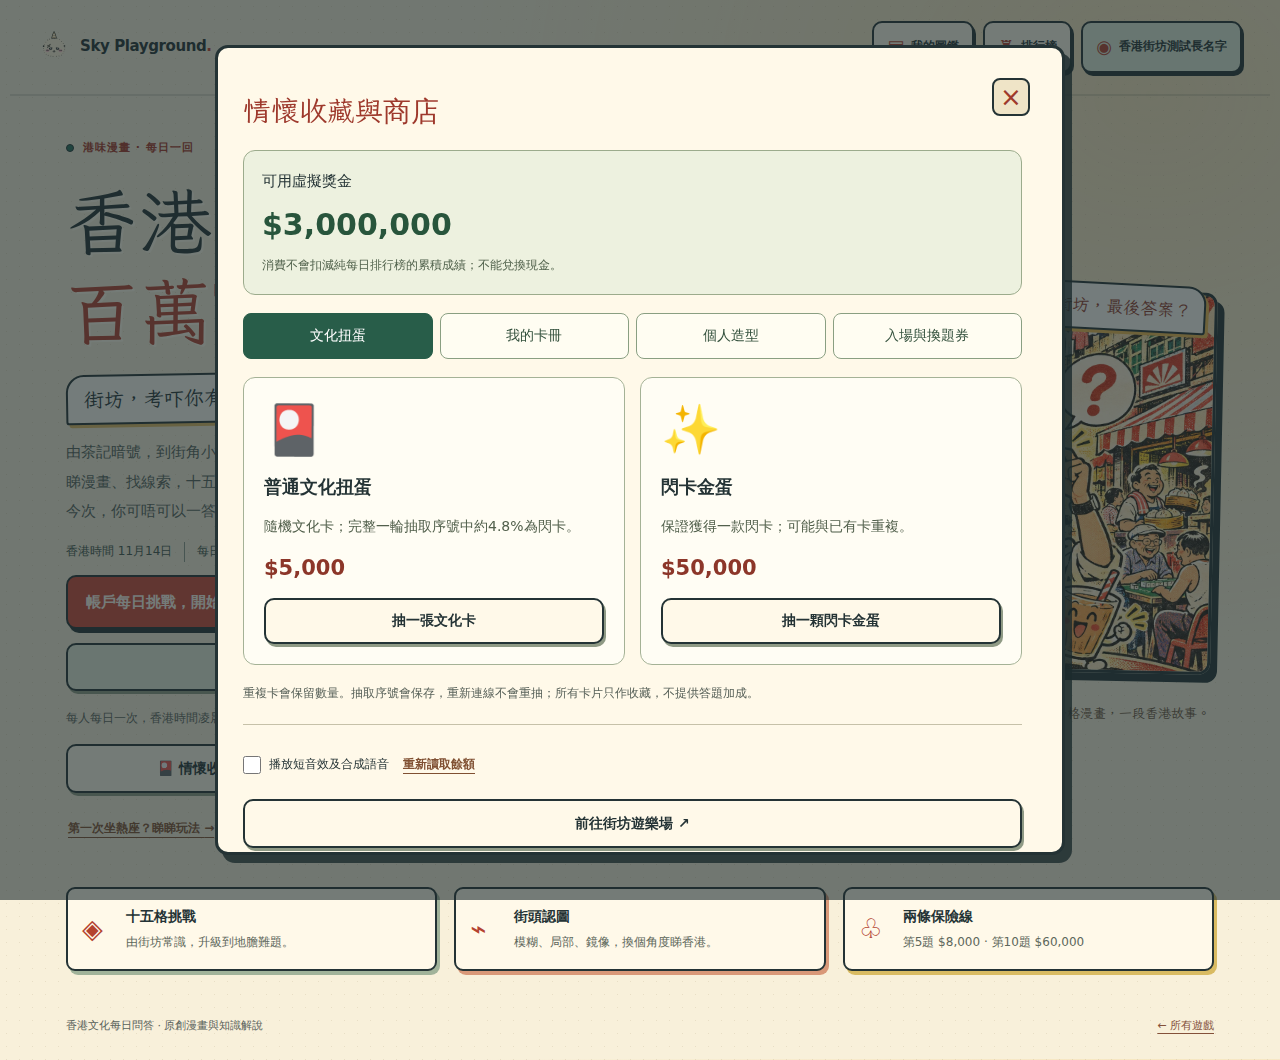 Sky Playground.
香港街坊測試長名字
港味漫畫 · 每日一回
香港
百萬
街坊，考吓你有
由茶記暗號，到街角小
睇漫畫、找線索，十五
今次，你可唔可以一答
香港時間 11月14日
每日
帳戶每日挑戰，開始
每人每日一次，香港時間凌晨
🎴 情懷收
第一次坐熱座？睇睇玩法 →
情懷收藏與商店
×
可用虛擬獎金
$3,000,000
消費不會扣減純每日排行榜的累積成績；不能兌換現金。
文化扭蛋
我的卡冊
個人造型
入場與換題券
普通文化扭蛋
隨機文化卡；完整一輪抽取序號中約4.8%為閃卡。
$5,000
抽一張文化卡
閃卡金蛋
保證獲得一款閃卡；可能與已有卡重複。
$50,000
抽一顆閃卡金蛋
重複卡會保留數量。抽取序號會保存，重新連線不會重抽；所有卡片只作收藏，不提供答題加成。
播放短音效及合成語音
重新讀取餘額
前往街坊遊樂場 ↗
坊，最後答案？
?
格漫畫，一段香港故事。
十五格挑戰
由街坊常識，升級到地膽難題。
街頭認圖
模糊、局部、鏡像，換個角度睇香港。
兩條保險線
第5題 $8,000 · 第10題 $60,000
香港文化每日問答 · 原創漫畫與知識解說
← 所有遊戲